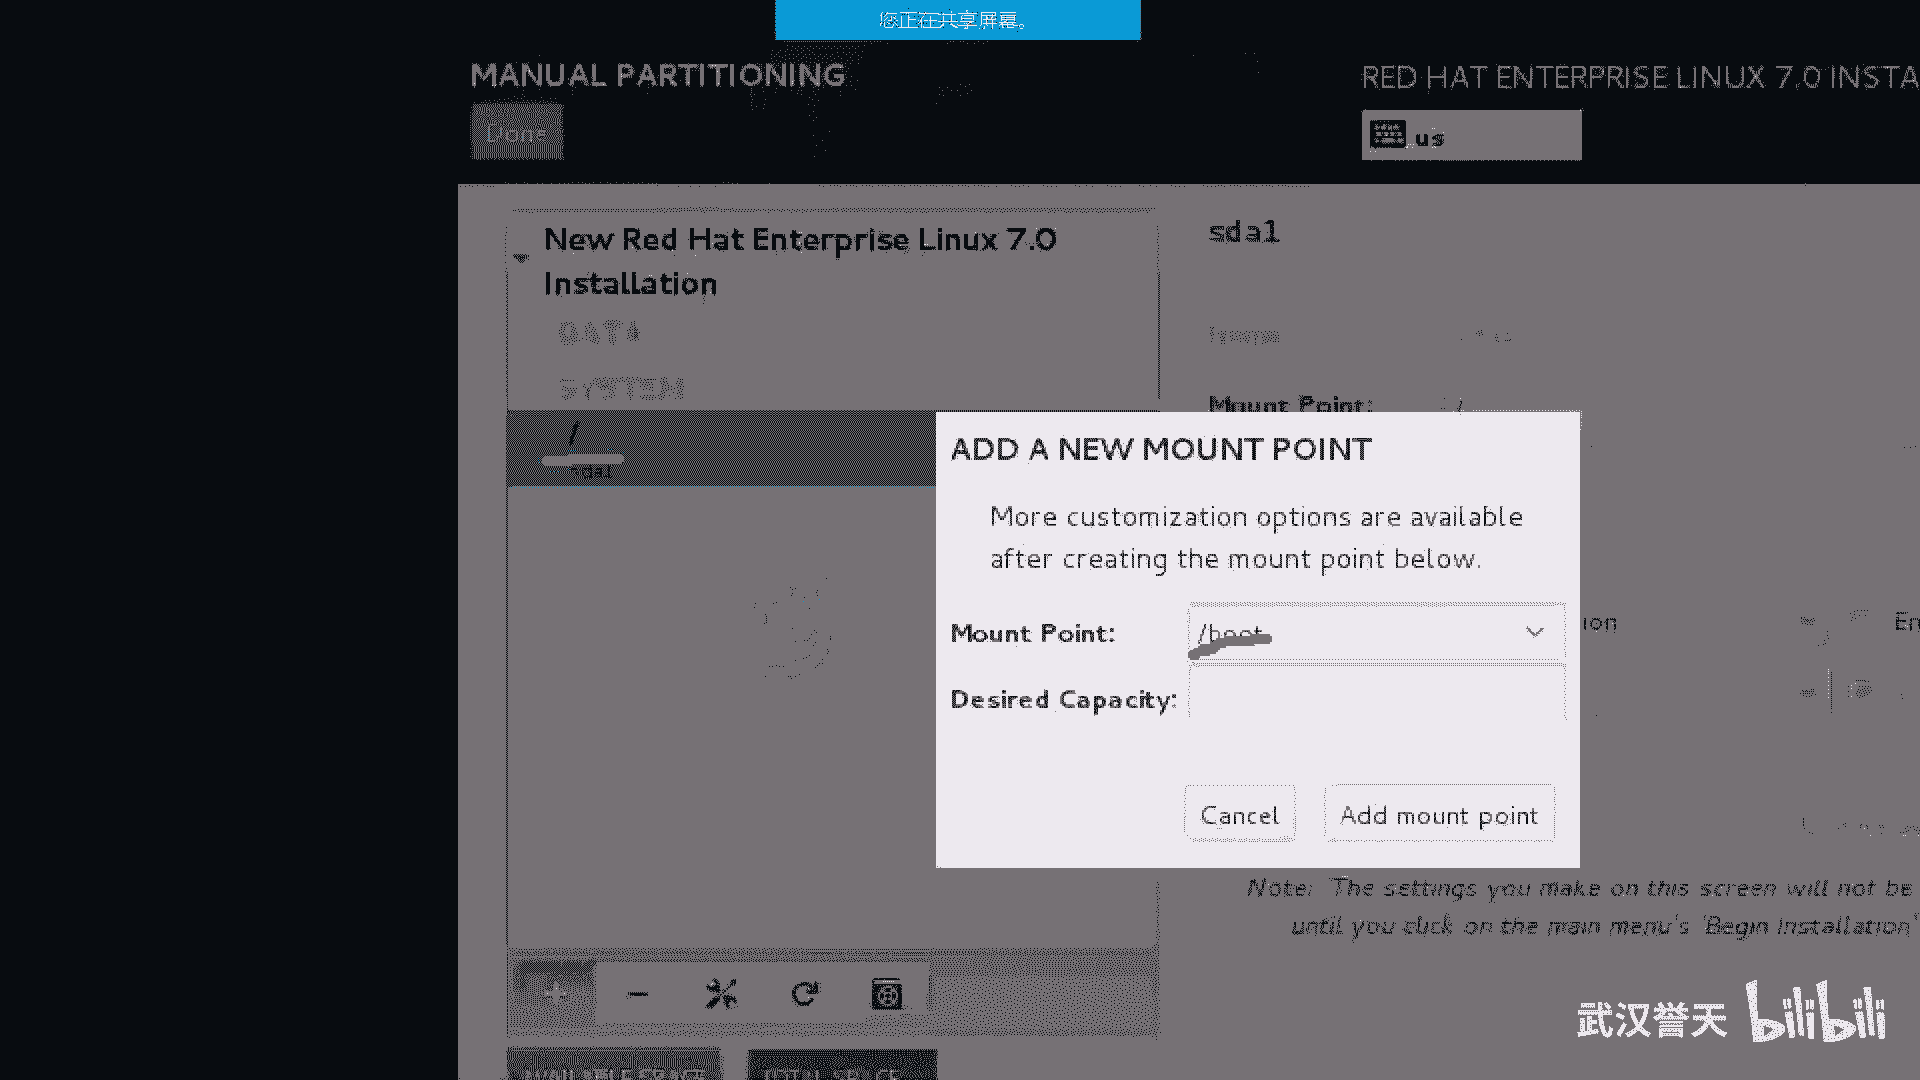 您正在共享屏幕。
MANUAL PARTITIONING
RED HAT ENTERPRISE LINUX 7.0 INSTA
Done
us
New Red Hat Enterprise Linux 7.0
Installation
DATA
SYSTEM
/
sda1
sda1
Mount Point: /
ADD A NEW MOUNT POINT
More customization options are available
after creating the mount point below.
Mount Point: /boot
Desired Capacity:
Cancel
Add mount point
ion
En
Note: The settings you make on this screen will not be
until you click on the main menu's 'Begin Installation'
AVAILABLE SPACE
TOTAL SPACE
武汉誉天 bilibili